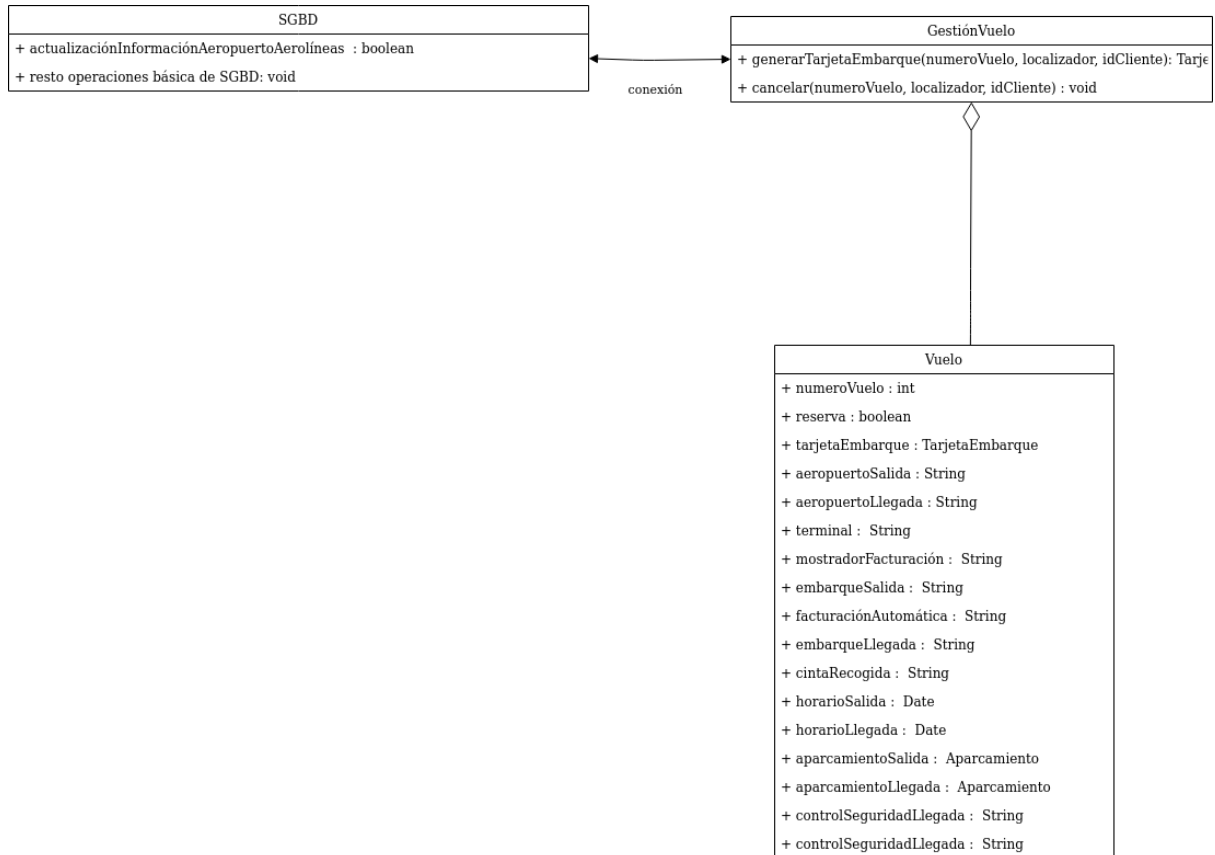 SGBD
+ actualizaciónInformaciónAeropuertoAerolíneas : boolean
+ resto operaciones básica de SGBD: void
conexión
GestiónVuelo
+ generarTarjetaEmbarque(numeroVuelo, localizador, idCliente): Tarje
+ cancelar(numeroVuelo, localizador, idCliente) : void
Vuelo
+ numeroVuelo : int
+ reserva : boolean
+ tarjetaEmbarque : TarjetaEmbarque
+ aeropuertoSalida : String
+ aeropuertoLlegada : String
+ terminal : String
+ mostradorFacturación : String
+ embarqueSalida : String
+ facturaciónAutomática : String
+ embarqueLlegada : String
+ cintaRecogida : String
+ horarioSalida : Date
+ horarioLlegada : Date
+ aparcamientoSalida : Aparcamiento
+ aparcamientoLlegada : Aparcamiento
+ controlSeguridadLlegada : String
+ controlSeguridadLlegada : String